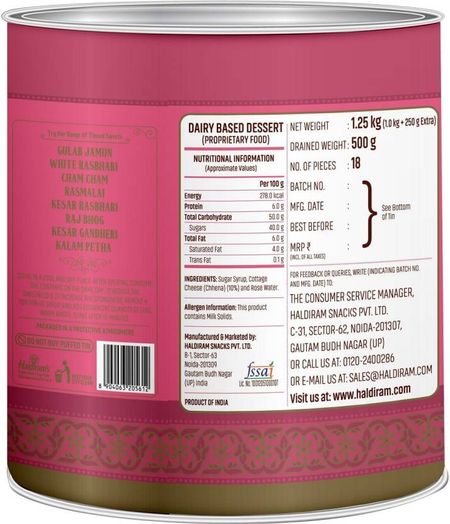 Try the Range of Tinned Sweets
GULAB JAMUN
WHITE RASBHARI
CHAM CHAM
RASMALAI
KESAR RASBHARI
RAJ BHOG
KESAR GANDHERI
KALAM PETHA
PACKAGED IN A PROTECTIVE ATMOSPHERE
DO NOT BUY PUFFED TIN
Haldiram's
8 904063 205612
DAIRY BASED DESSERT
(PROPRIETARY FOOD)
NUTRITIONAL INFORMATION
(Approximate Values)
Per 100 g
Energy 278.0 kcal
Protein 6.0 g
Total Carbohydrate 50.0 g
Sugars 40.0 g
Total Fat 6.0 g
Saturated Fat 4.0 g
Trans Fat 0.1 g
INGREDIENTS: Sugar Syrup, Cottage
Cheese (Chhena) (10%) and Rose Water.
Allergen Information: This product
contains Milk Solids.
Manufactured & Marketed by:
HALDIRAM SNACKS PVT. LTD.
B-1, Sector-63
Noida-201309
Gautam Budh Nagar
(UP) India
fssai
PRODUCT OF INDIA
NET WEIGHT : 1.25 kg (1.0 kg + 250 g Extra)
DRAINED WEIGHT: 500 g
NO. OF PIECES : 18
BATCH NO. :
MFG. DATE :
BEST BEFORE :
MRP ₹ :
(INCL. OF ALL TAXES)
See Bottom
of Tin
FOR FEEDBACK OR QUERIES, WRITE (INDICATING BATCH NO.
AND MFG. DATE) TO:
THE CONSUMER SERVICE MANAGER,
HALDIRAM SNACKS PVT. LTD.
C-31, SECTOR-62, NOIDA-201307,
GAUTAM BUDH NAGAR (UP)
OR CALL US AT: 0120-2400286
OR E-MAIL US AT: SALES@HALDIRAM.COM
Visit us at: www.haldiram.com